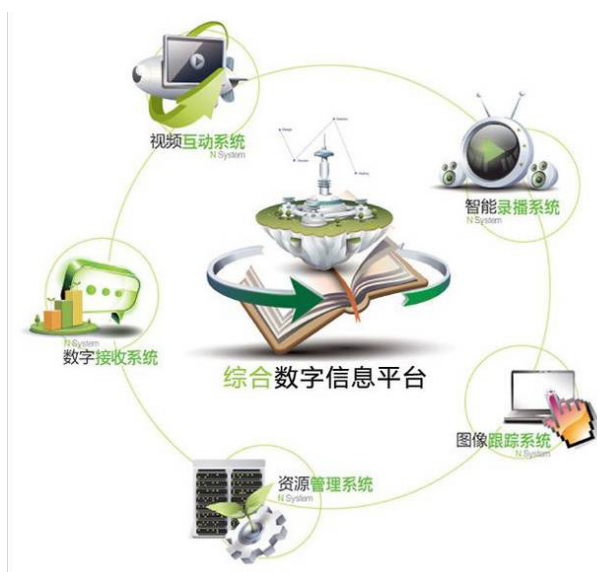 视频互动系统
N System
智能录播系统
N System
N System
数字接收系统
综合数字信息平台
图像跟踪系统
N System
资源管理系统
N System